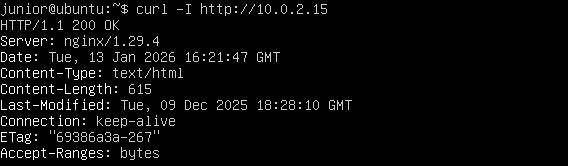 junior@ubuntu:~$ curl -I http://10.0.2.15
HTTP/1.1 200 OK
Server: nginx/1.29.4
Date: Tue, 13 Jan 2026 16:21:47 GMT
Content-Type: text/html
Content-Length: 615
Last-Modified: Tue, 09 Dec 2025 18:28:10 GMT
Connection: keep-alive
ETag: "69386a3a-267"
Accept-Ranges: bytes